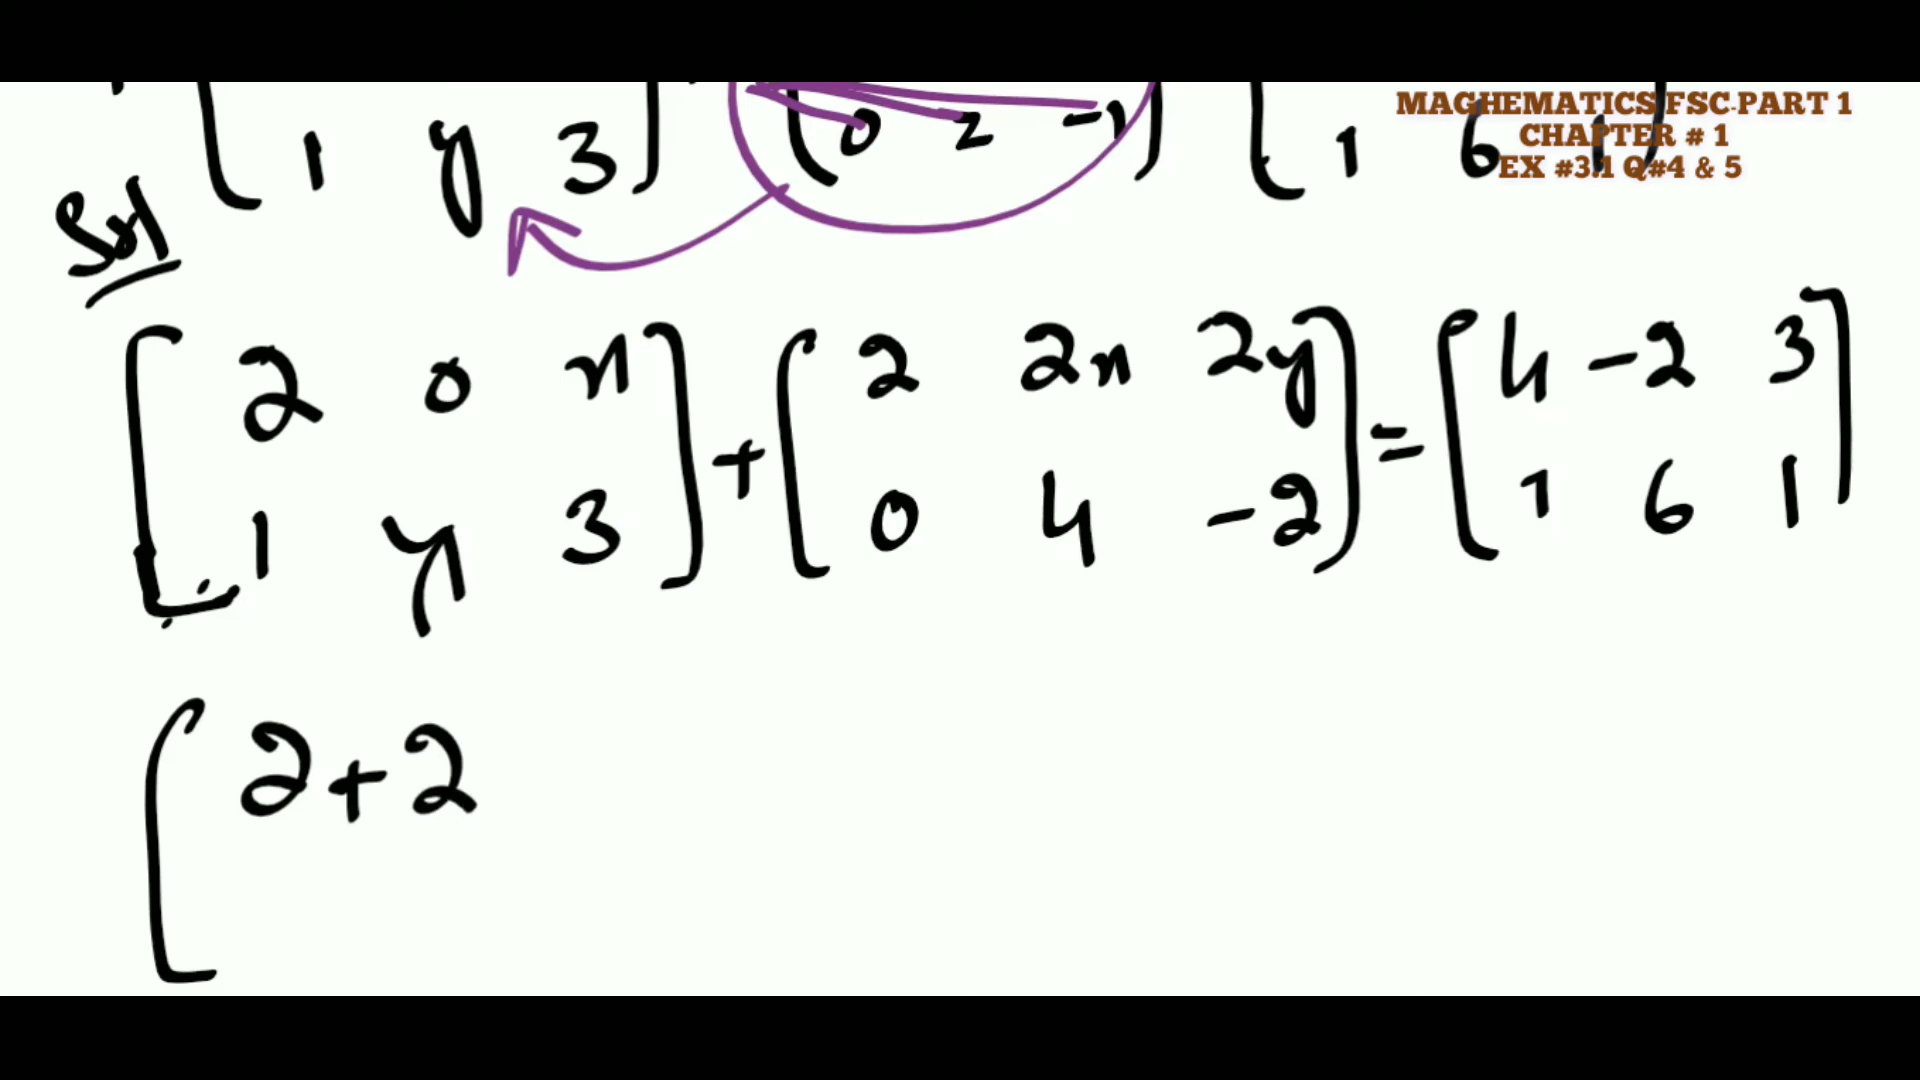 MAGHEMATICS FSC-PART 1
CHAPTER # 1
EX #3.1 Q#4 & 5
[ 1 y 3 ] [ 0 2 -1 ] [ 1 6 1 ]
Sol
[ 2 0 x ] + [ 2 2x 2y ] = [ 4 -2 3 ]
[ 1 y 3 ] [ 0 4 -2 ] [ 1 6 1 ]
[ 2+2